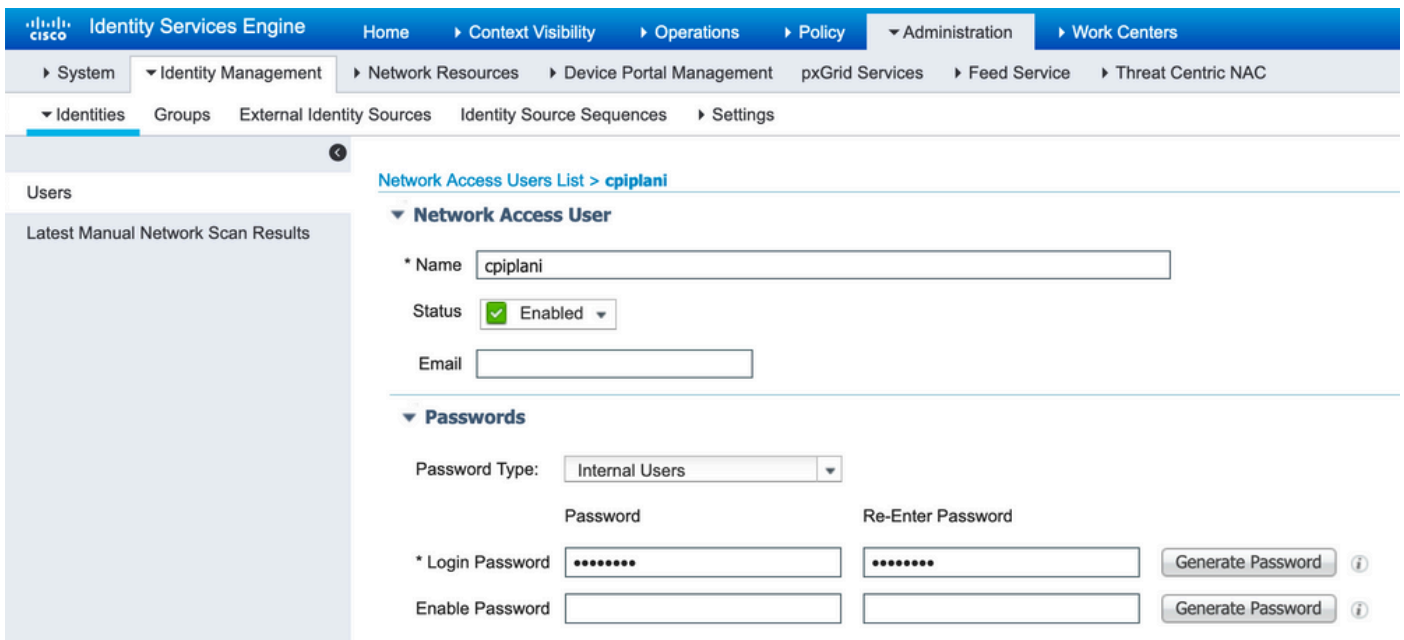 cisco Identity Services Engine Home Context Visibility Operations Policy Administration Work Centers
System Identity Management Network Resources Device Portal Management pxGrid Services Feed Service Threat Centric NAC
Identities Groups External Identity Sources Identity Source Sequences Settings
Users
Latest Manual Network Scan Results
Network Access Users List > cpiplani
Network Access User
* Name cpiplani
Status Enabled
Email
Passwords
Password Type: Internal Users
Password Re-Enter Password
* Login Password •••••••• •••••••• Generate Password i
Enable Password Generate Password i